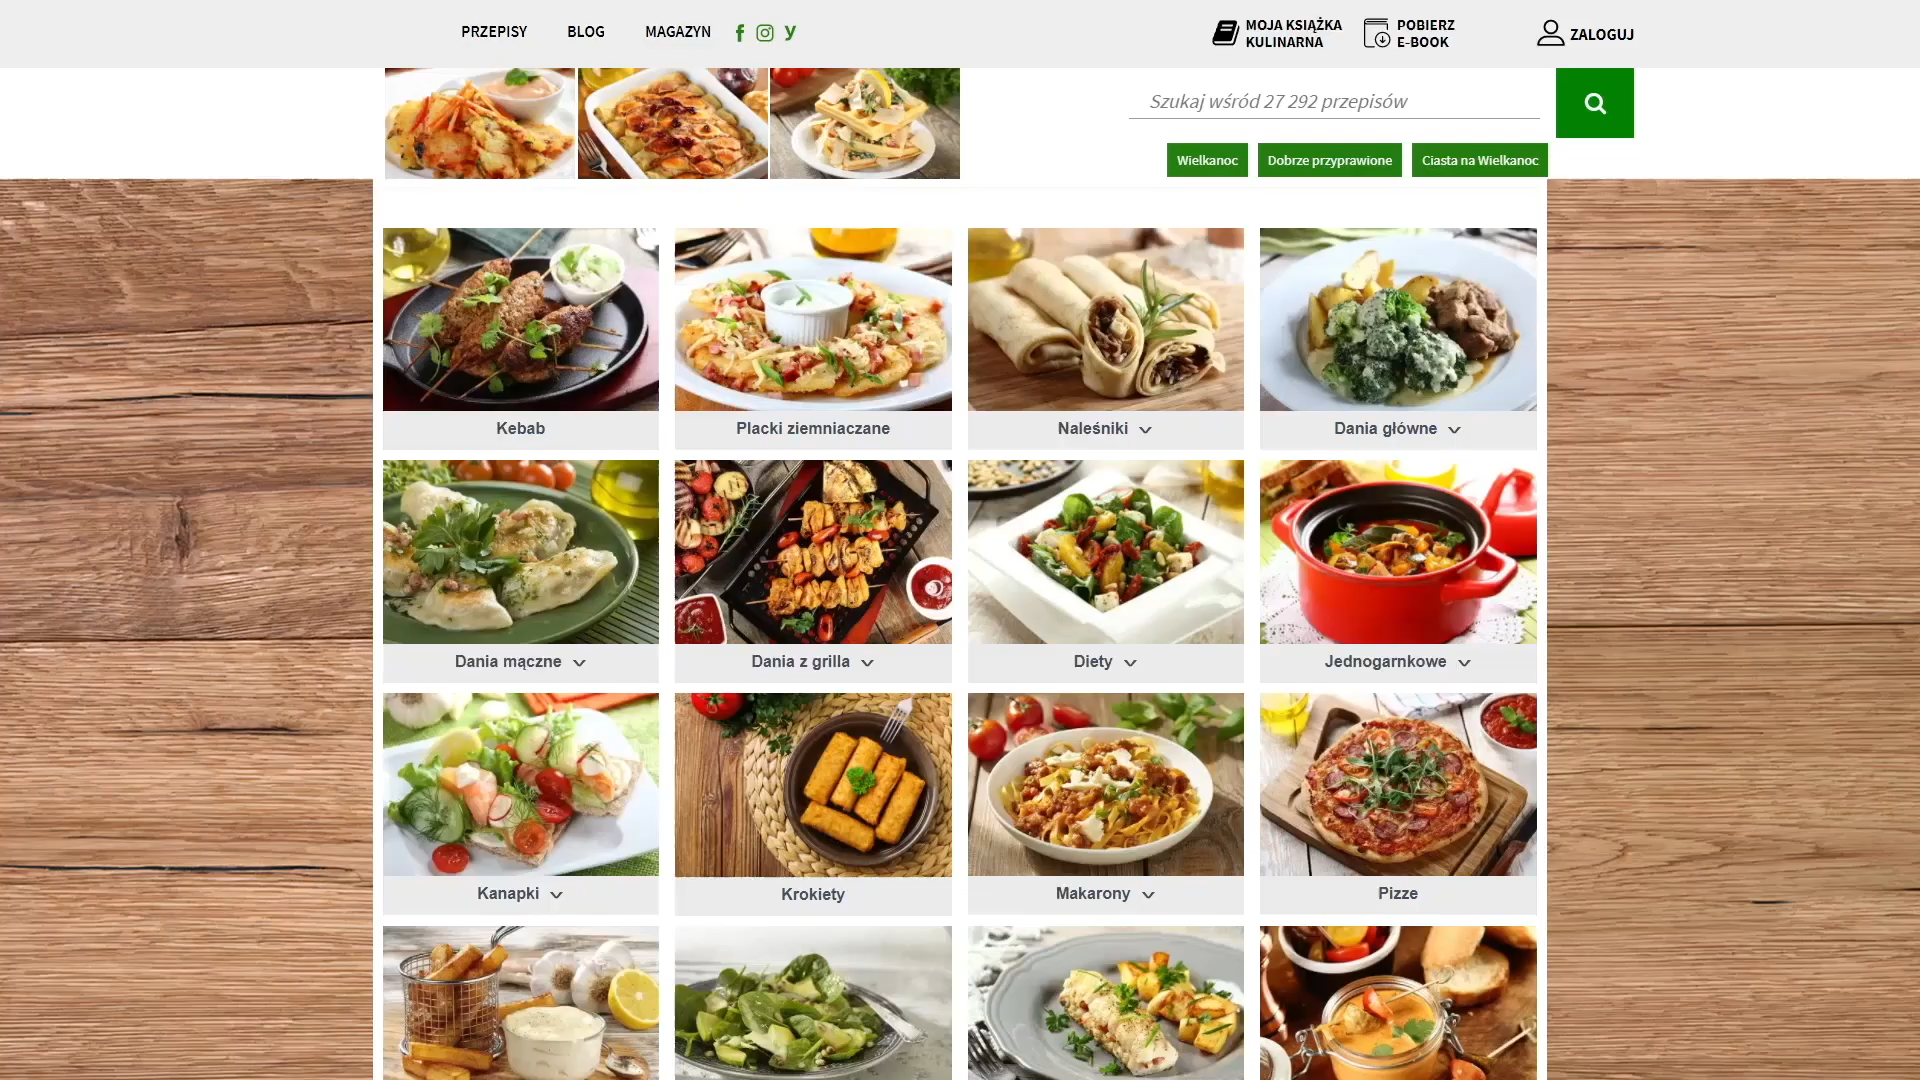 PRZEPISY
BLOG
MAGAZYN
MOJA KSIĄŻKA
KULINARNA
POBIERZ
E-BOOK
ZALOGUJ
Szukaj wśród 27 292 przepisów
Wielkanoc
Dobrze przyprawione
Ciasta na Wielkanoc
Kebab
Placki ziemniaczane
Naleśniki
Dania główne
Dania mączne
Dania z grilla
Diety
Jednogarnkowe
Kanapki
Krokiety
Makarony
Pizze